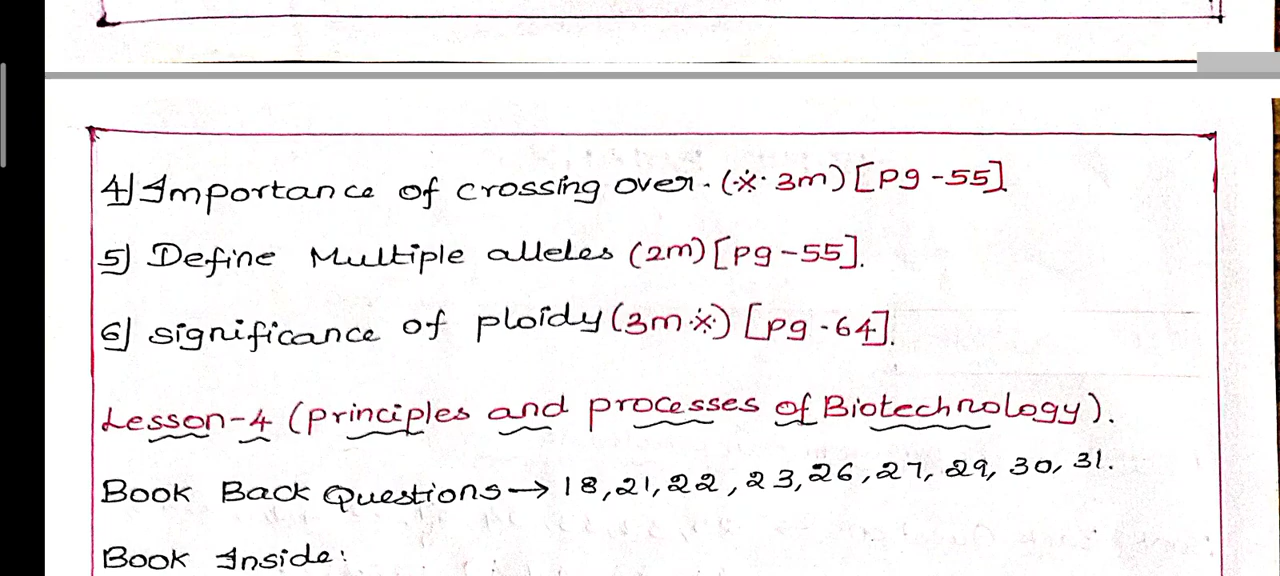 4) Importance of crossing over. (※ 3m) [Pg -55]
5) Define Multiple alleles (2m) [Pg -55].
6) significance of ploidy (3m ※) [Pg -64].
Lesson-4 (principles and processes of Biotechnology).
Book Back Questions → 18, 21, 22, 23, 26, 27, 29, 30, 31.
Book Inside: